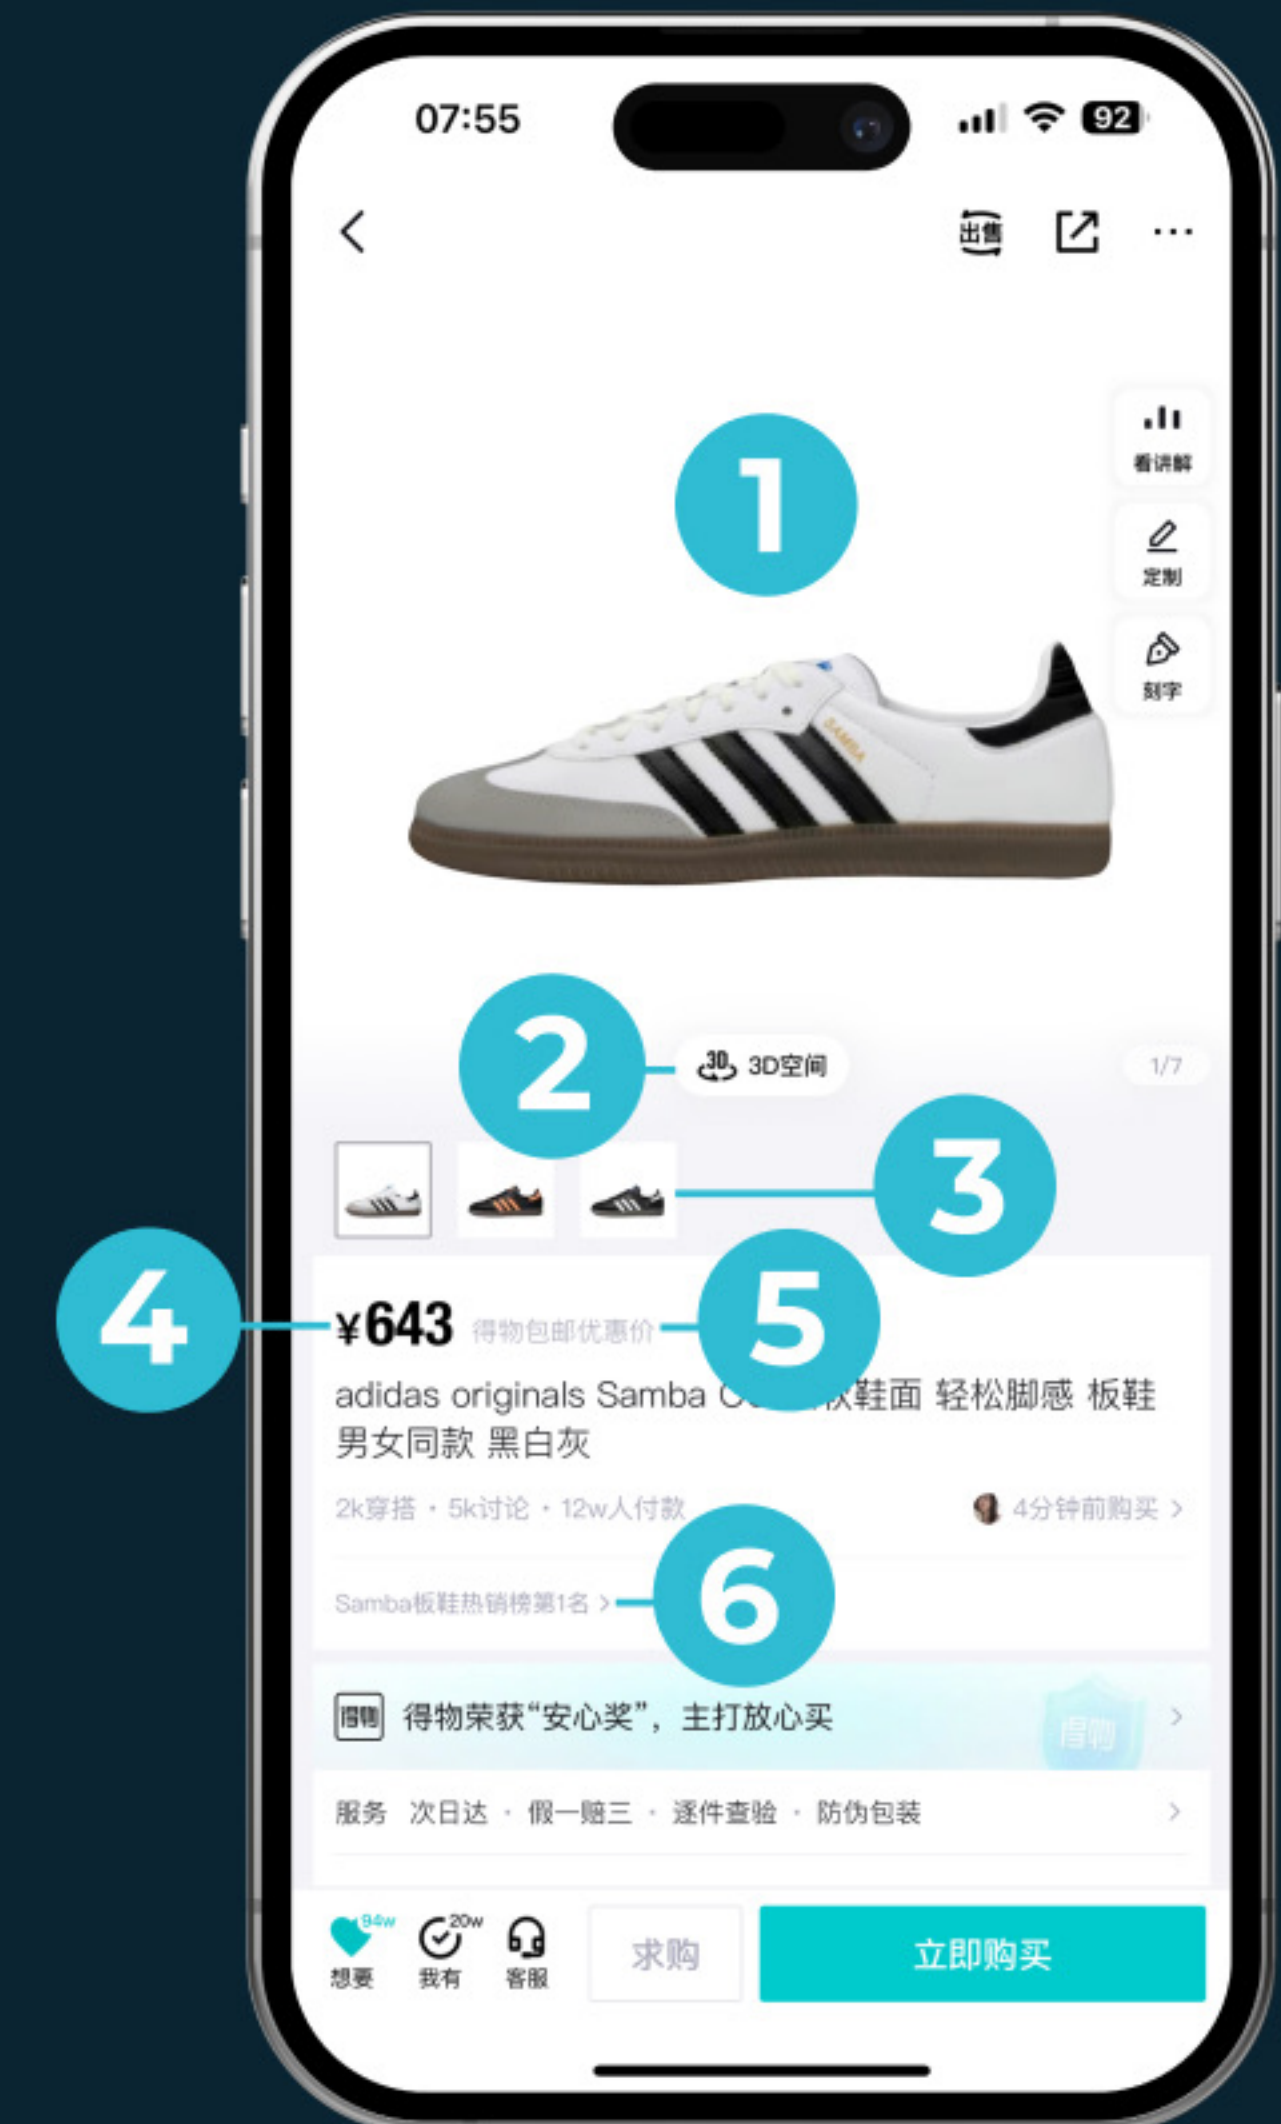 07:55
92
出售
1
看讲解
定制
刻字
SAMBA
2
3D 3D空间
1/7
3
4
¥643 得物包邮优惠价
5
adidas originals Samba 鞋面 轻松脚感 板鞋
男女同款 黑白灰
2k穿搭·5k讨论·12w人付款
4分钟前购买 >
Samba板鞋热销榜第1名 >
6
得物 得物荣获“安心奖”，主打放心买 得物 >
服务 次日达 · 假一赔三 · 逐件查验 · 防伪包装 >
94w 20w
想要 我有 客服
求购
立即购买